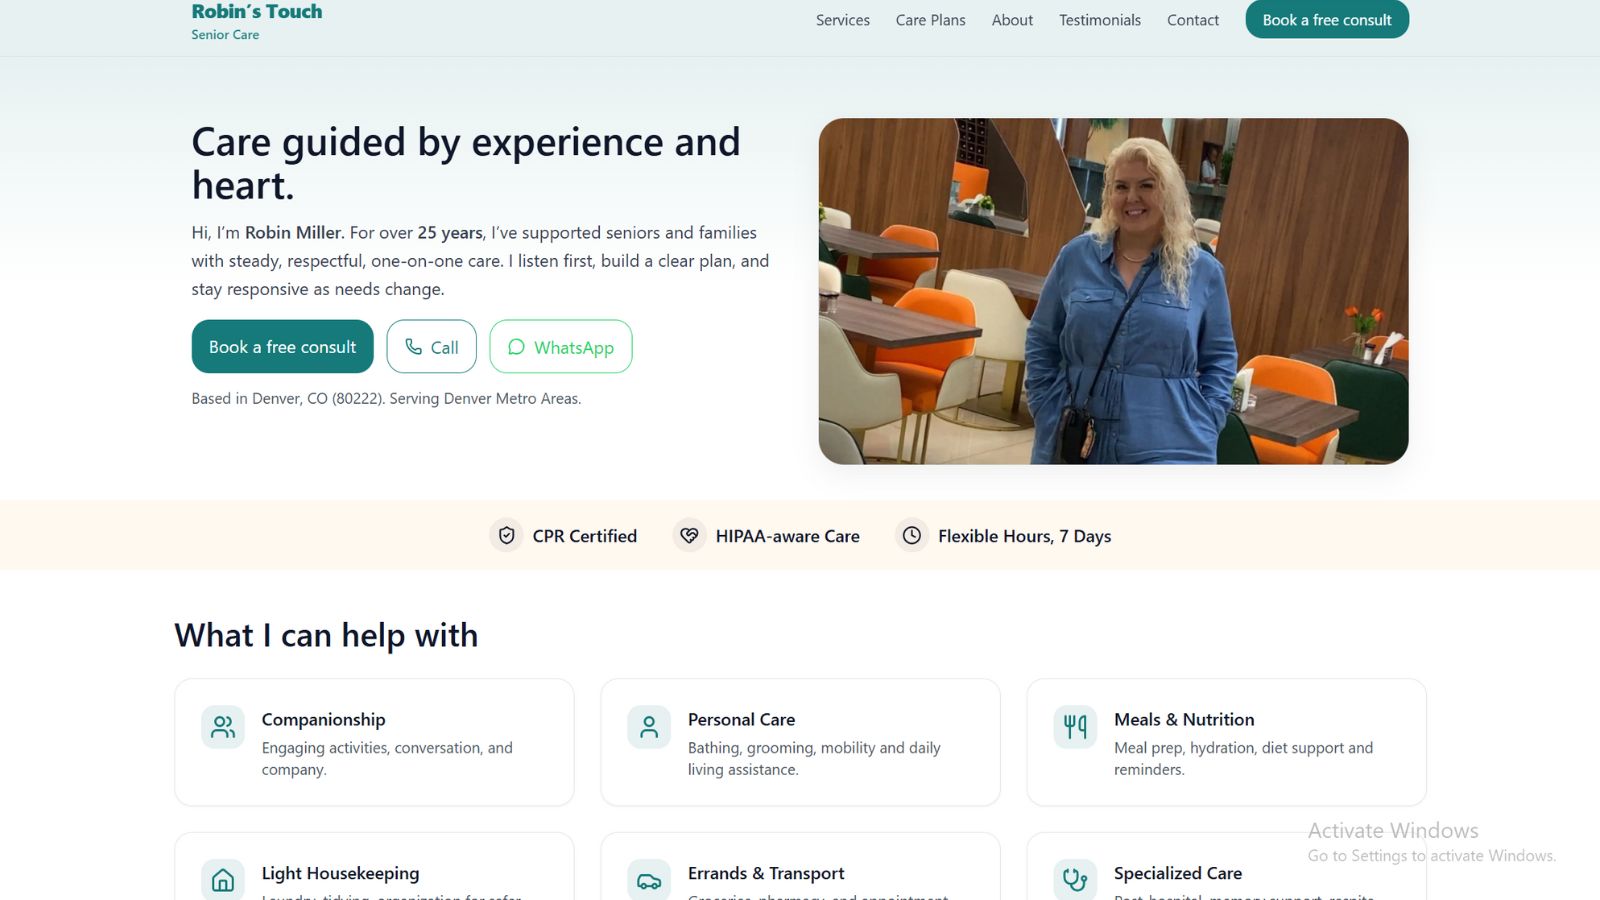 Robin's Touch
Senior Care
Services
Care Plans
About
Testimonials
Contact
Book a free consult
Care guided by experience and
heart.
Hi, I’m Robin Miller. For over 25 years, I’ve supported seniors and families
with steady, respectful, one-on-one care. I listen first, build a clear plan, and
stay responsive as needs change.
Book a free consult
Call
WhatsApp
Based in Denver, CO (80222). Serving Denver Metro Areas.
CPR Certified
HIPAA-aware Care
Flexible Hours, 7 Days
What I can help with
Companionship
Engaging activities, conversation, and
company.
Personal Care
Bathing, grooming, mobility and daily
living assistance.
Meals & Nutrition
Meal prep, hydration, diet support and
reminders.
Light Housekeeping
Errands & Transport
Specialized Care
Activate Windows
Go to Settings to activate Windows.